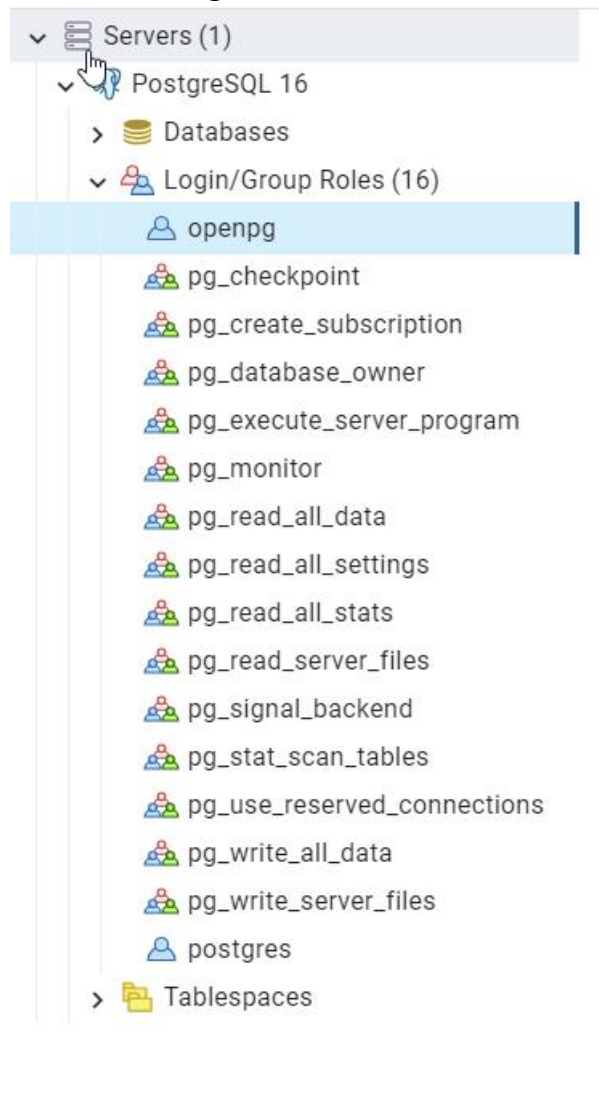 Servers (1)
PostgreSQL 16
Databases
Login/Group Roles (16)
openpg
pg_checkpoint
pg_create_subscription
pg_database_owner
pg_execute_server_program
pg_monitor
pg_read_all_data
pg_read_all_settings
pg_read_all_stats
pg_read_server_files
pg_signal_backend
pg_stat_scan_tables
pg_use_reserved_connections
pg_write_all_data
pg_write_server_files
postgres
Tablespaces